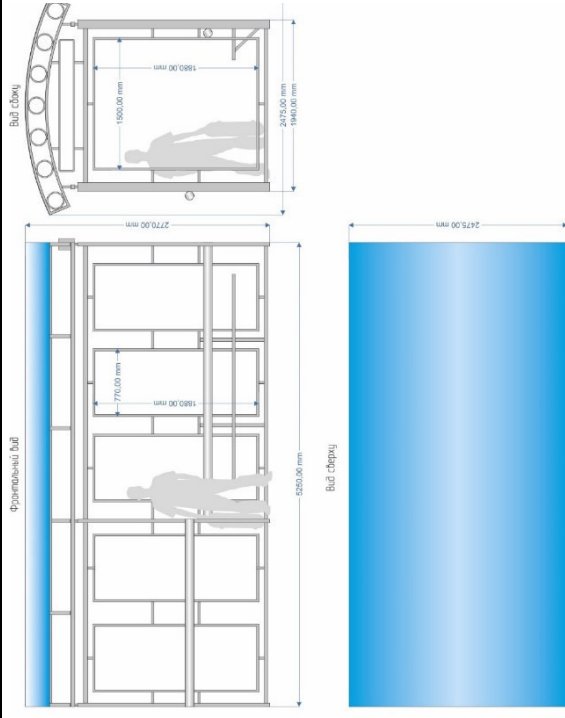 Вид сбоку
1880,00 mm
1500,00 mm
2475,00 mm
1940,00 mm
Фронтальный вид
2770,00 mm
770,00 mm
1880,00 mm
5250,00 mm
Вид сверху
2475,00 mm